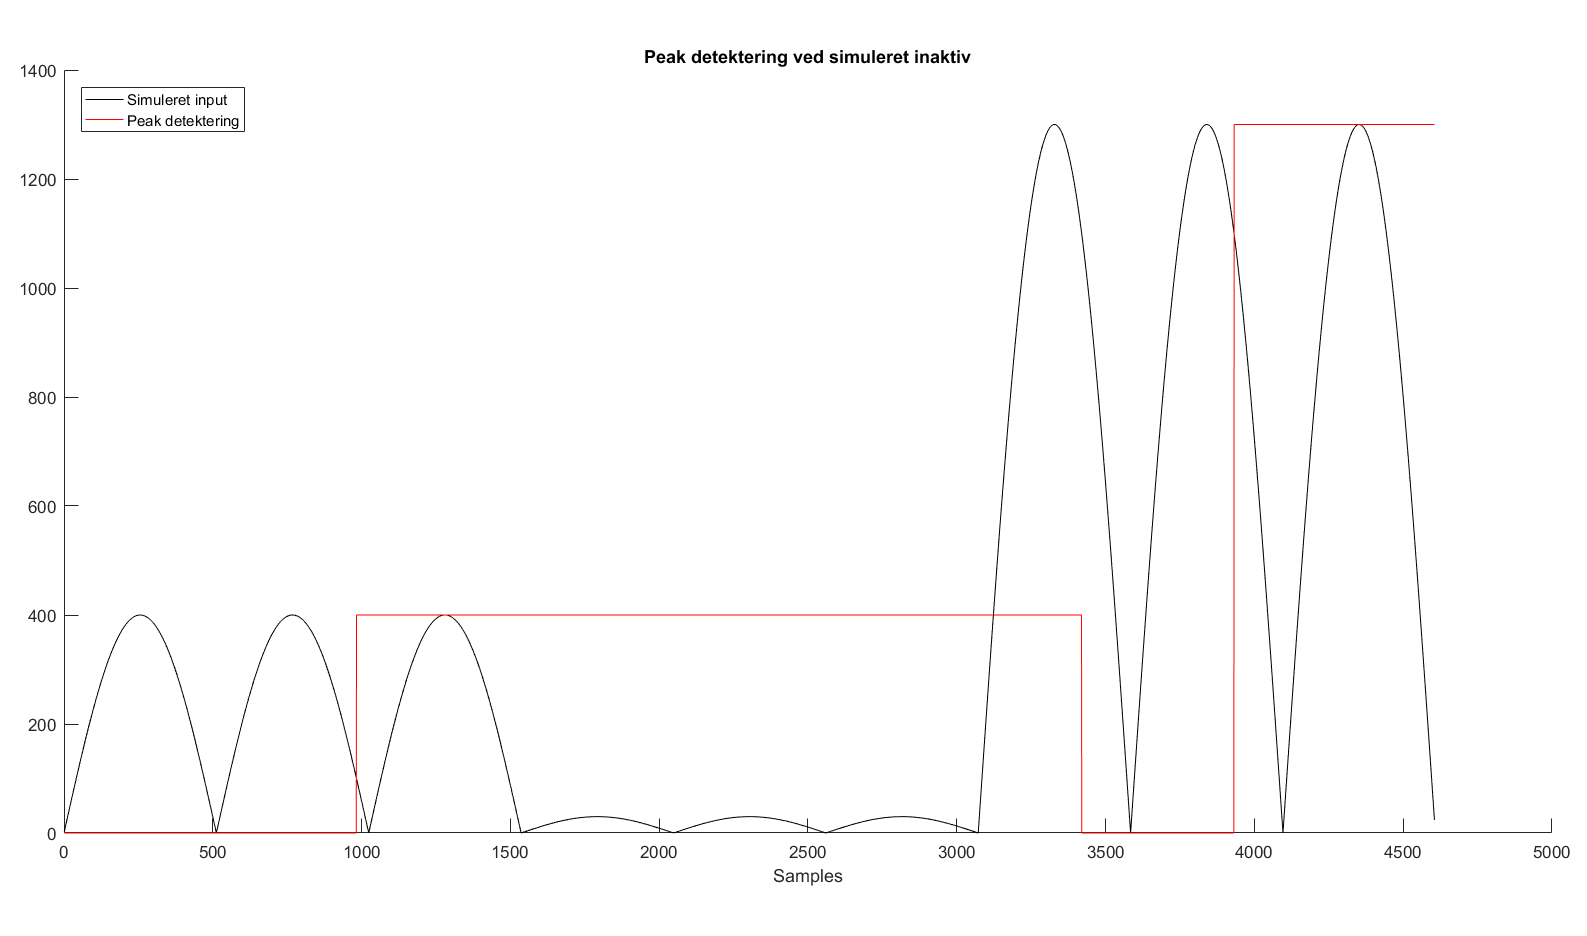 Peak detektering ved simuleret inaktiv
1400
Simuleret input
Peak detektering
1200
1000
800
600
400
200
0
0 500 1000 1500 2000 2500 3000 3500 4000 4500 5000
Samples